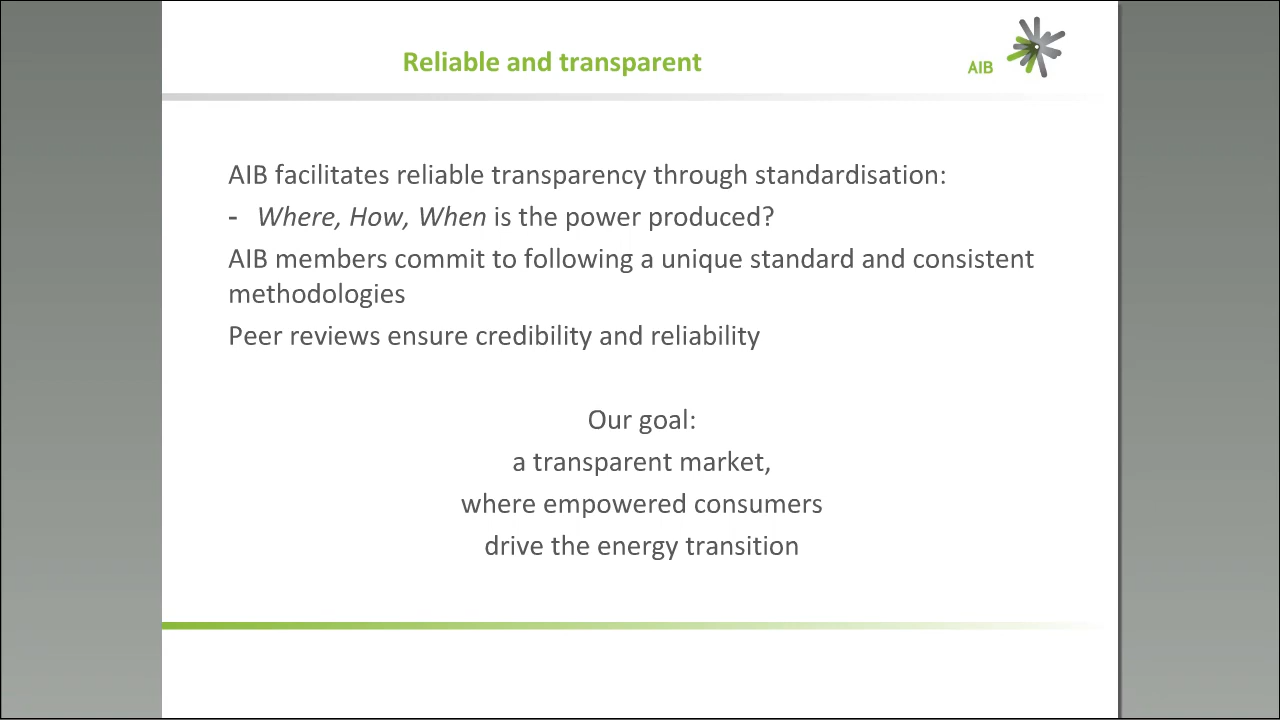 Reliable and transparent
AIB
AIB facilitates reliable transparency through standardisation:
- Where, How, When is the power produced?
AIB members commit to following a unique standard and consistent
methodologies
Peer reviews ensure credibility and reliability
Our goal:
a transparent market,
where empowered consumers
drive the energy transition